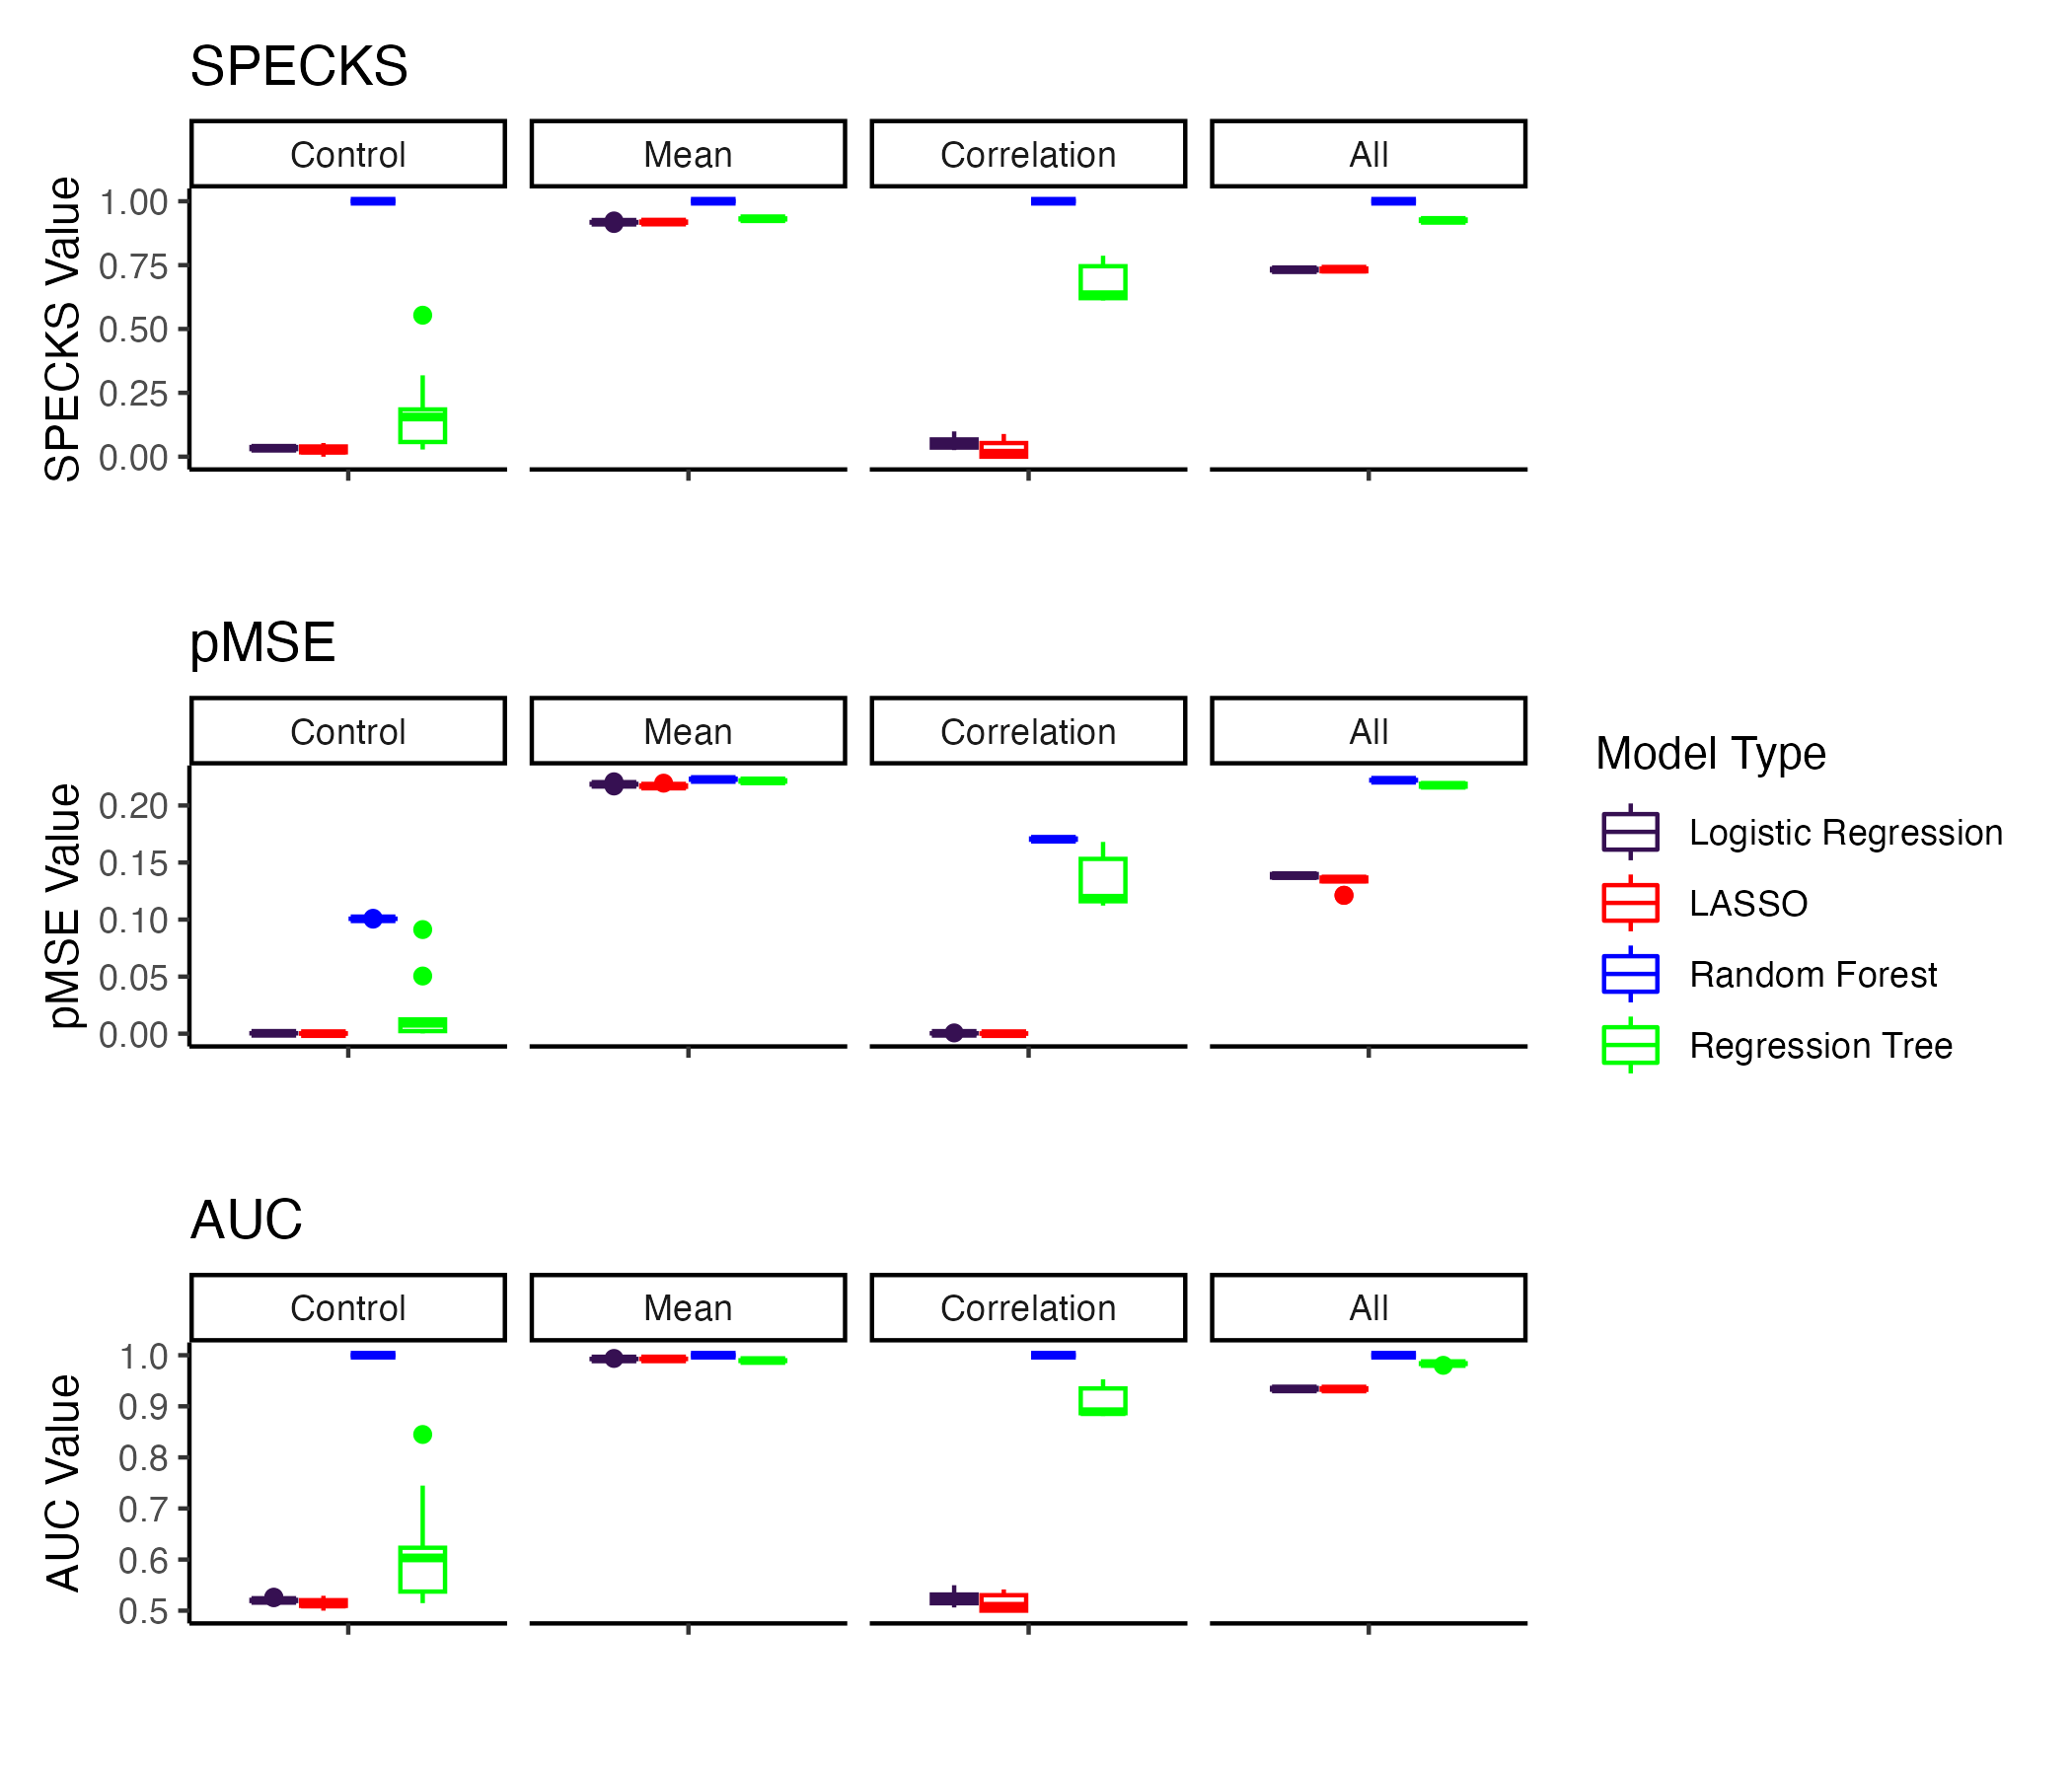 SPECKS
Control Mean Correlation All
SPECKS Value
1.00
0.75
0.50
0.25
0.00
pMSE
Control Mean Correlation All
pMSE Value
0.20
0.15
0.10
0.05
0.00
Model Type
Logistic Regression
LASSO
Random Forest
Regression Tree
AUC
Control Mean Correlation All
AUC Value
1.0
0.9
0.8
0.7
0.6
0.5